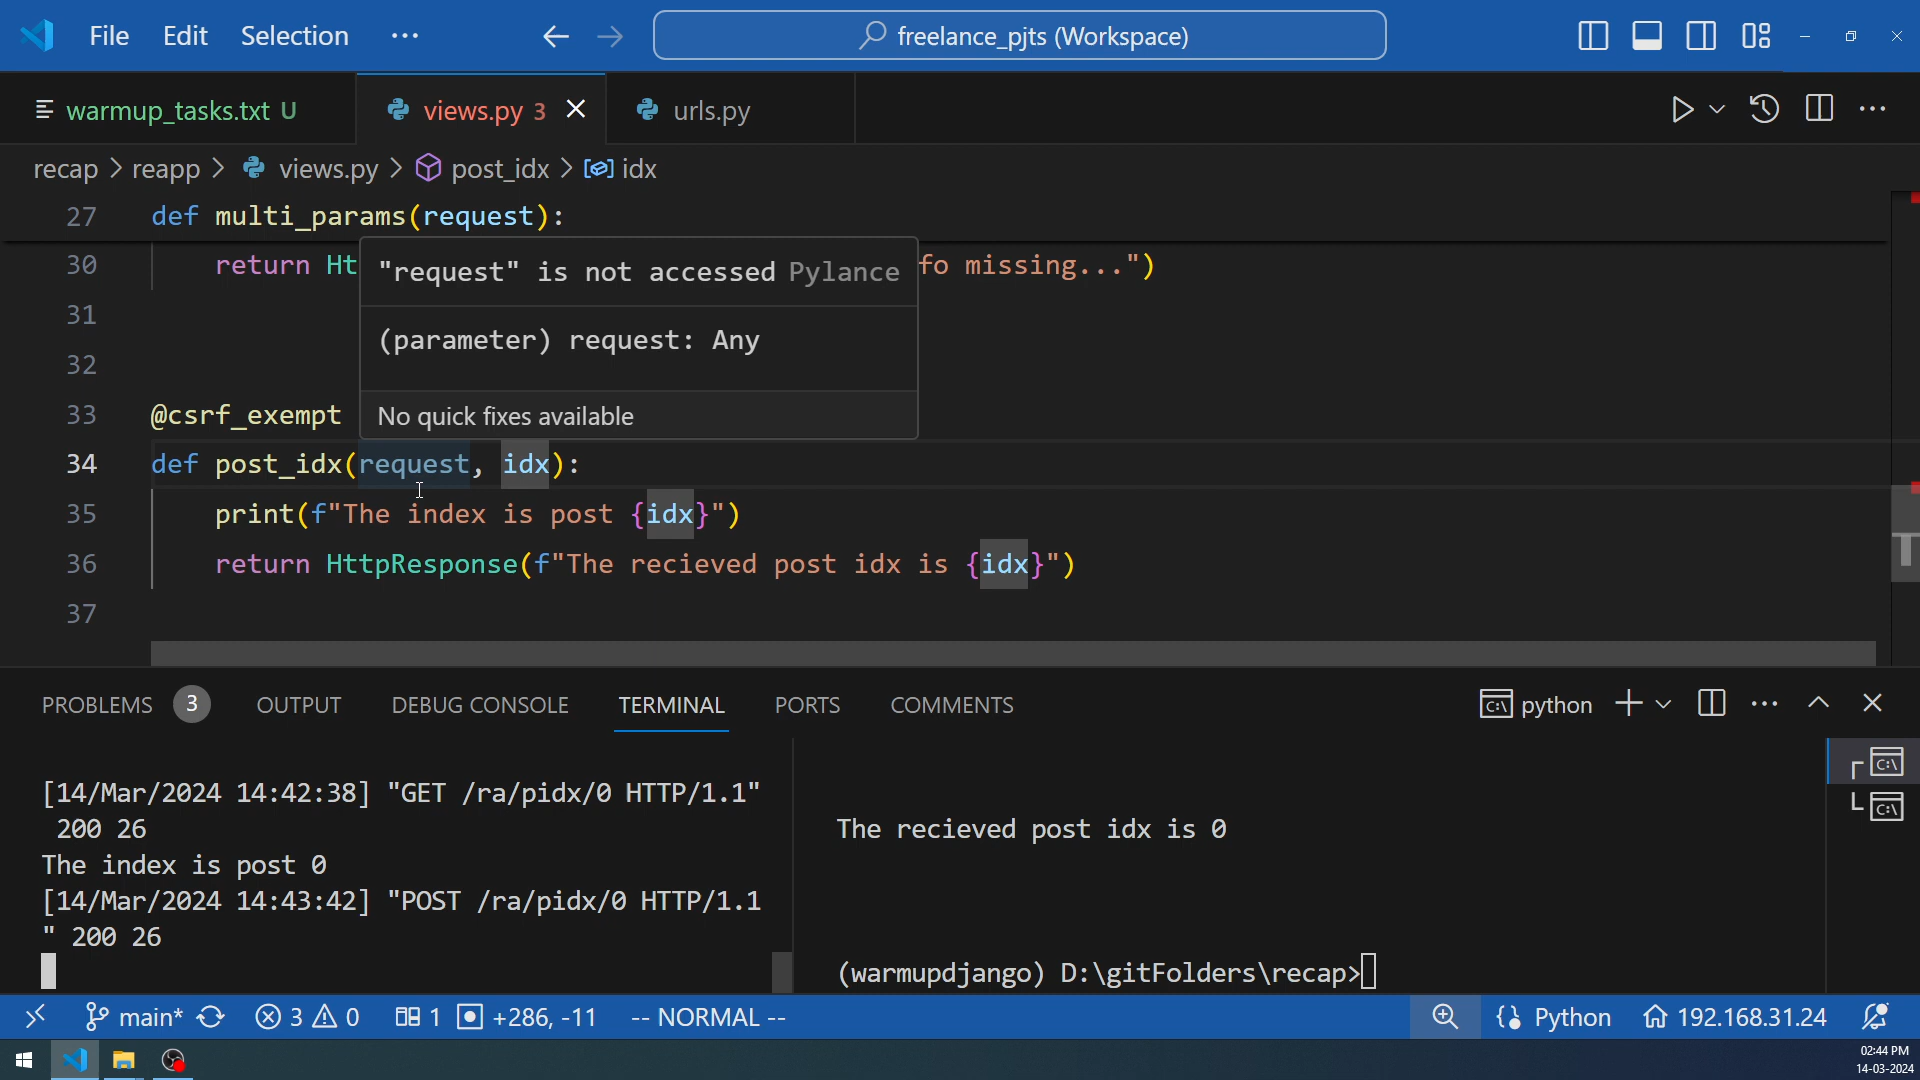 File Edit Selection ··· freelance_pjts (Workspace)
warmup_tasks.txt U views.py 3 urls.py
recap > reapp > views.py > post_idx > idx
27 def multi_params(request):
30 return Ht fo missing...")
"request" is not accessed Pylance
31
(parameter) request: Any
32
33 @csrf_exempt
No quick fixes available
34 def post_idx(request, idx):
35 print(f"The index is post {idx}")
36 return HttpResponse(f"The recieved post idx is {idx}")
37
PROBLEMS 3 OUTPUT DEBUG CONSOLE TERMINAL PORTS COMMENTS python
[14/Mar/2024 14:42:38] "GET /ra/pidx/0 HTTP/1.1"
200 26
The index is post 0
[14/Mar/2024 14:43:42] "POST /ra/pidx/0 HTTP/1.1
" 200 26
The recieved post idx is 0
(warmupdjango) D:\gitFolders\recap>
main* 3 0 1 +286, -11 -- NORMAL -- Python 192.168.31.24
02:44 PM
14-03-2024